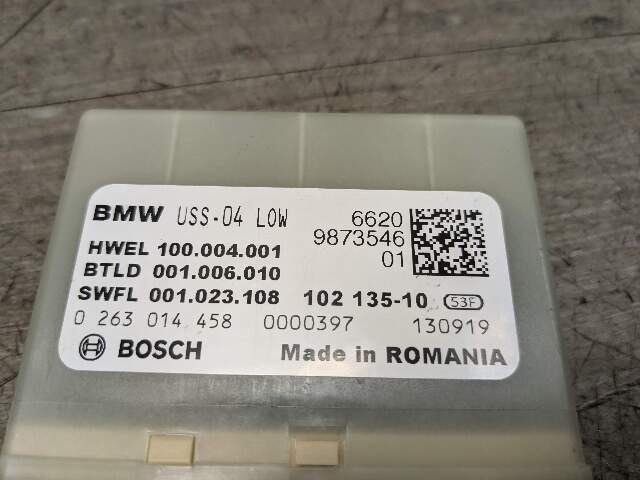 BMW USS-04 LOW 6620
9873546
HWEL 100.004.001 01
BTLD 001.006.010
SWFL 001.023.108 102 135-10 53F
0 263 014 458 0000397 130919
BOSCH Made in ROMANIA